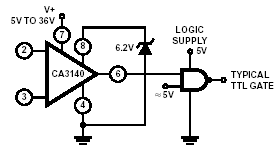 V+
5V TO 36V
LOGIC
SUPPLY
5V
7
8
2
6.2V
CA3140
6
TYPICAL
TTL GATE
3
≈ 5V
4